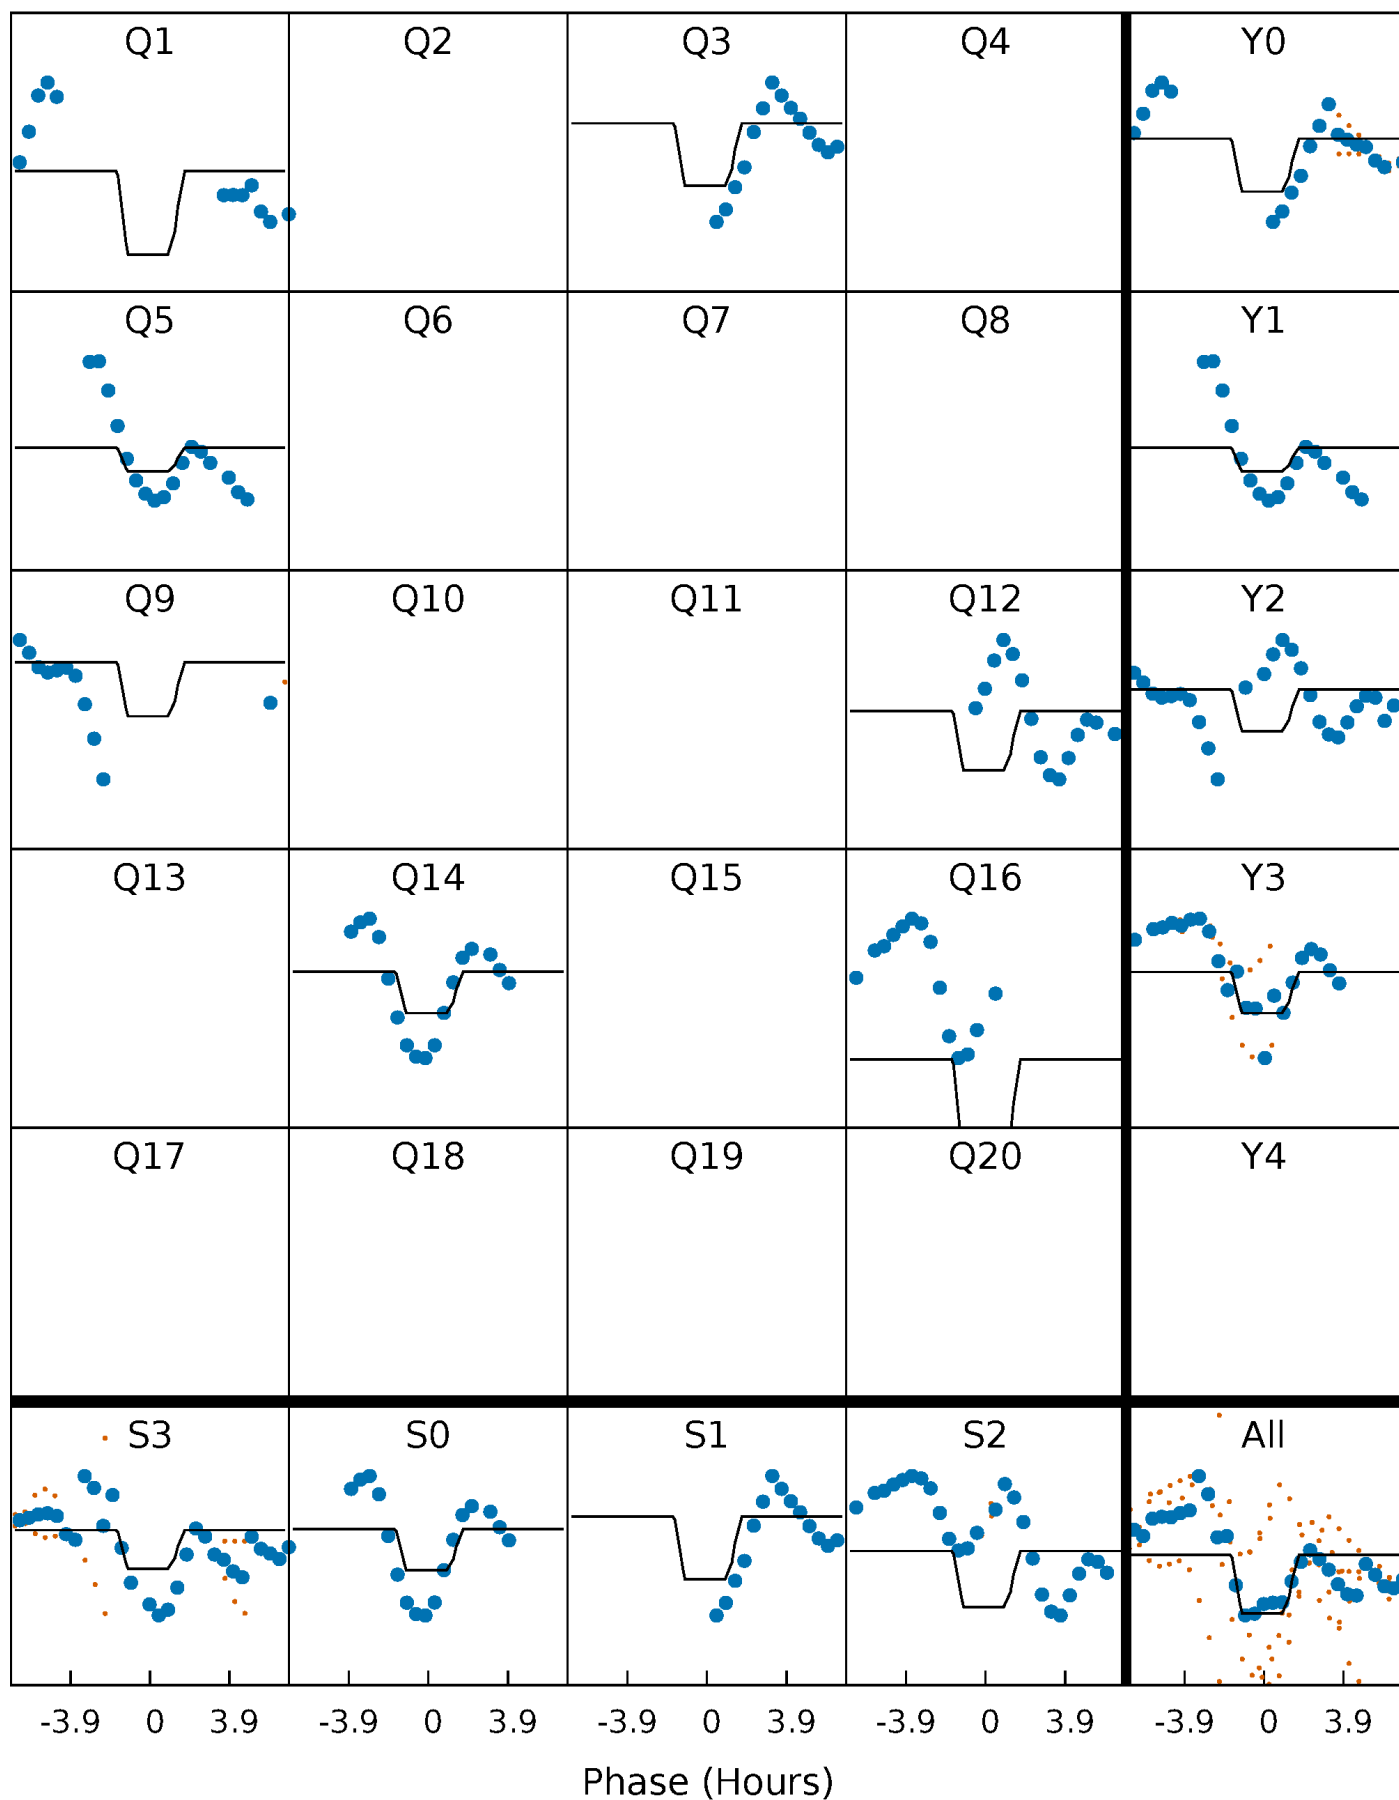 Q1 Q2 Q3 Q4 Y0
Q5 Q6 Q7 Q8 Y1
Q9 Q10 Q11 Q12 Y2
Q13 Q14 Q15 Q16 Y3
Q17 Q18 Q19 Q20 Y4
S3 S0 S1 S2 All
-3.9 0 3.9 -3.9 0 3.9 -3.9 0 3.9 -3.9 0 3.9 -3.9 0 3.9
Phase (Hours)